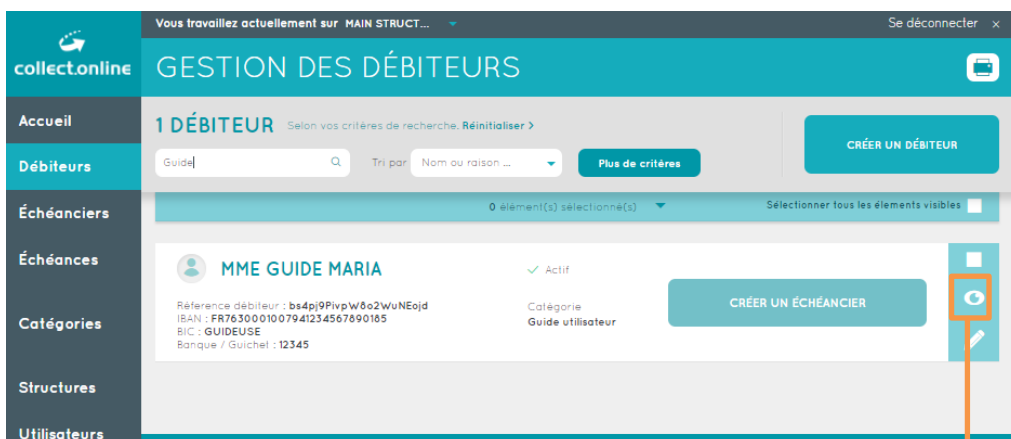 Vous travaillez actuellement sur MAIN STRUCT...
Se déconnecter ×
collect.online
GESTION DES DÉBITEURS
Accueil
Débiteurs
Échéanciers
Échéances
Catégories
Structures
Utilisateurs
1 DÉBITEUR Selon vos critères de recherche. Réinitialiser >
Guide
Tri par Nom ou raison ...
Plus de critères
CRÉER UN DÉBITEUR
0 élément(s) sélectionné(s)
Sélectionner tous les élements visibles
MME GUIDE MARIA
Actif
Réference débiteur : bs4pj9PivpW8o2WuNEojd
IBAN : FR7630001007941234567890185
BIC : GUIDEUSE
Banque / Guichet : 12345
Catégorie
Guide utilisateur
CRÉER UN ÉCHÉANCIER